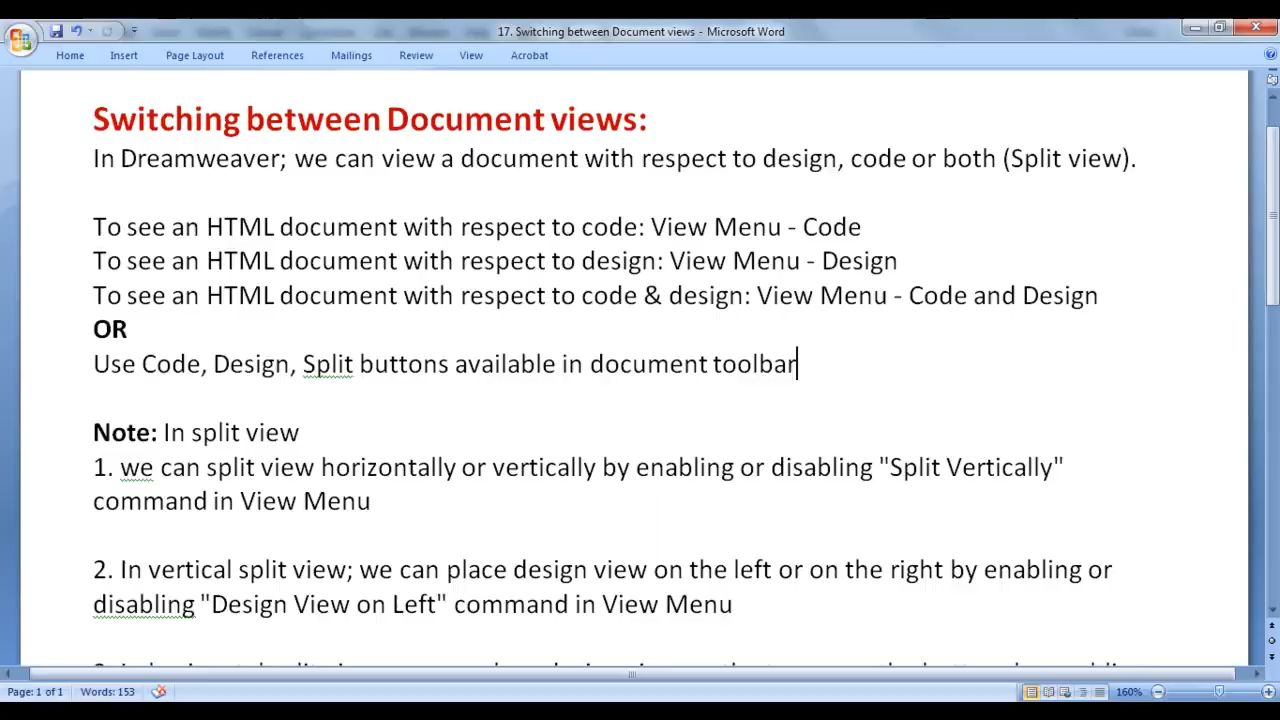 17. Switching between Document views - Microsoft Word
Home Insert Page Layout References Mailings Review View Acrobat
Switching between Document views:
In Dreamweaver; we can view a document with respect to design, code or both (Split view).
To see an HTML document with respect to code: View Menu - Code
To see an HTML document with respect to design: View Menu - Design
To see an HTML document with respect to code & design: View Menu - Code and Design
OR
Use Code, Design, Split buttons available in document toolbar
Note: In split view
1. we can split view horizontally or vertically by enabling or disabling "Split Vertically"
command in View Menu
2. In vertical split view; we can place design view on the left or on the right by enabling or
disabling "Design View on Left" command in View Menu
Page: 1 of 1 Words: 153 160%